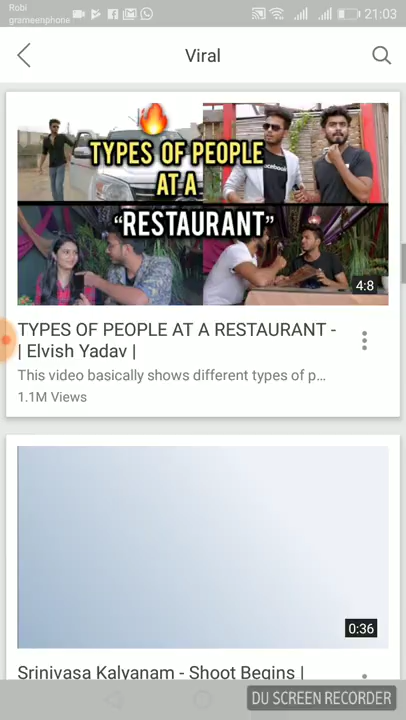 Robi
grameenphone
21:03
Viral
TYPES OF PEOPLE
AT A
"RESTAURANT"
facebook
4:8
TYPES OF PEOPLE AT A RESTAURANT -
| Elvish Yadav |
This video basically shows different types of p...
1.1M Views
0:36
Srinivasa Kalyanam - Shoot Begins |
DU SCREEN RECORDER